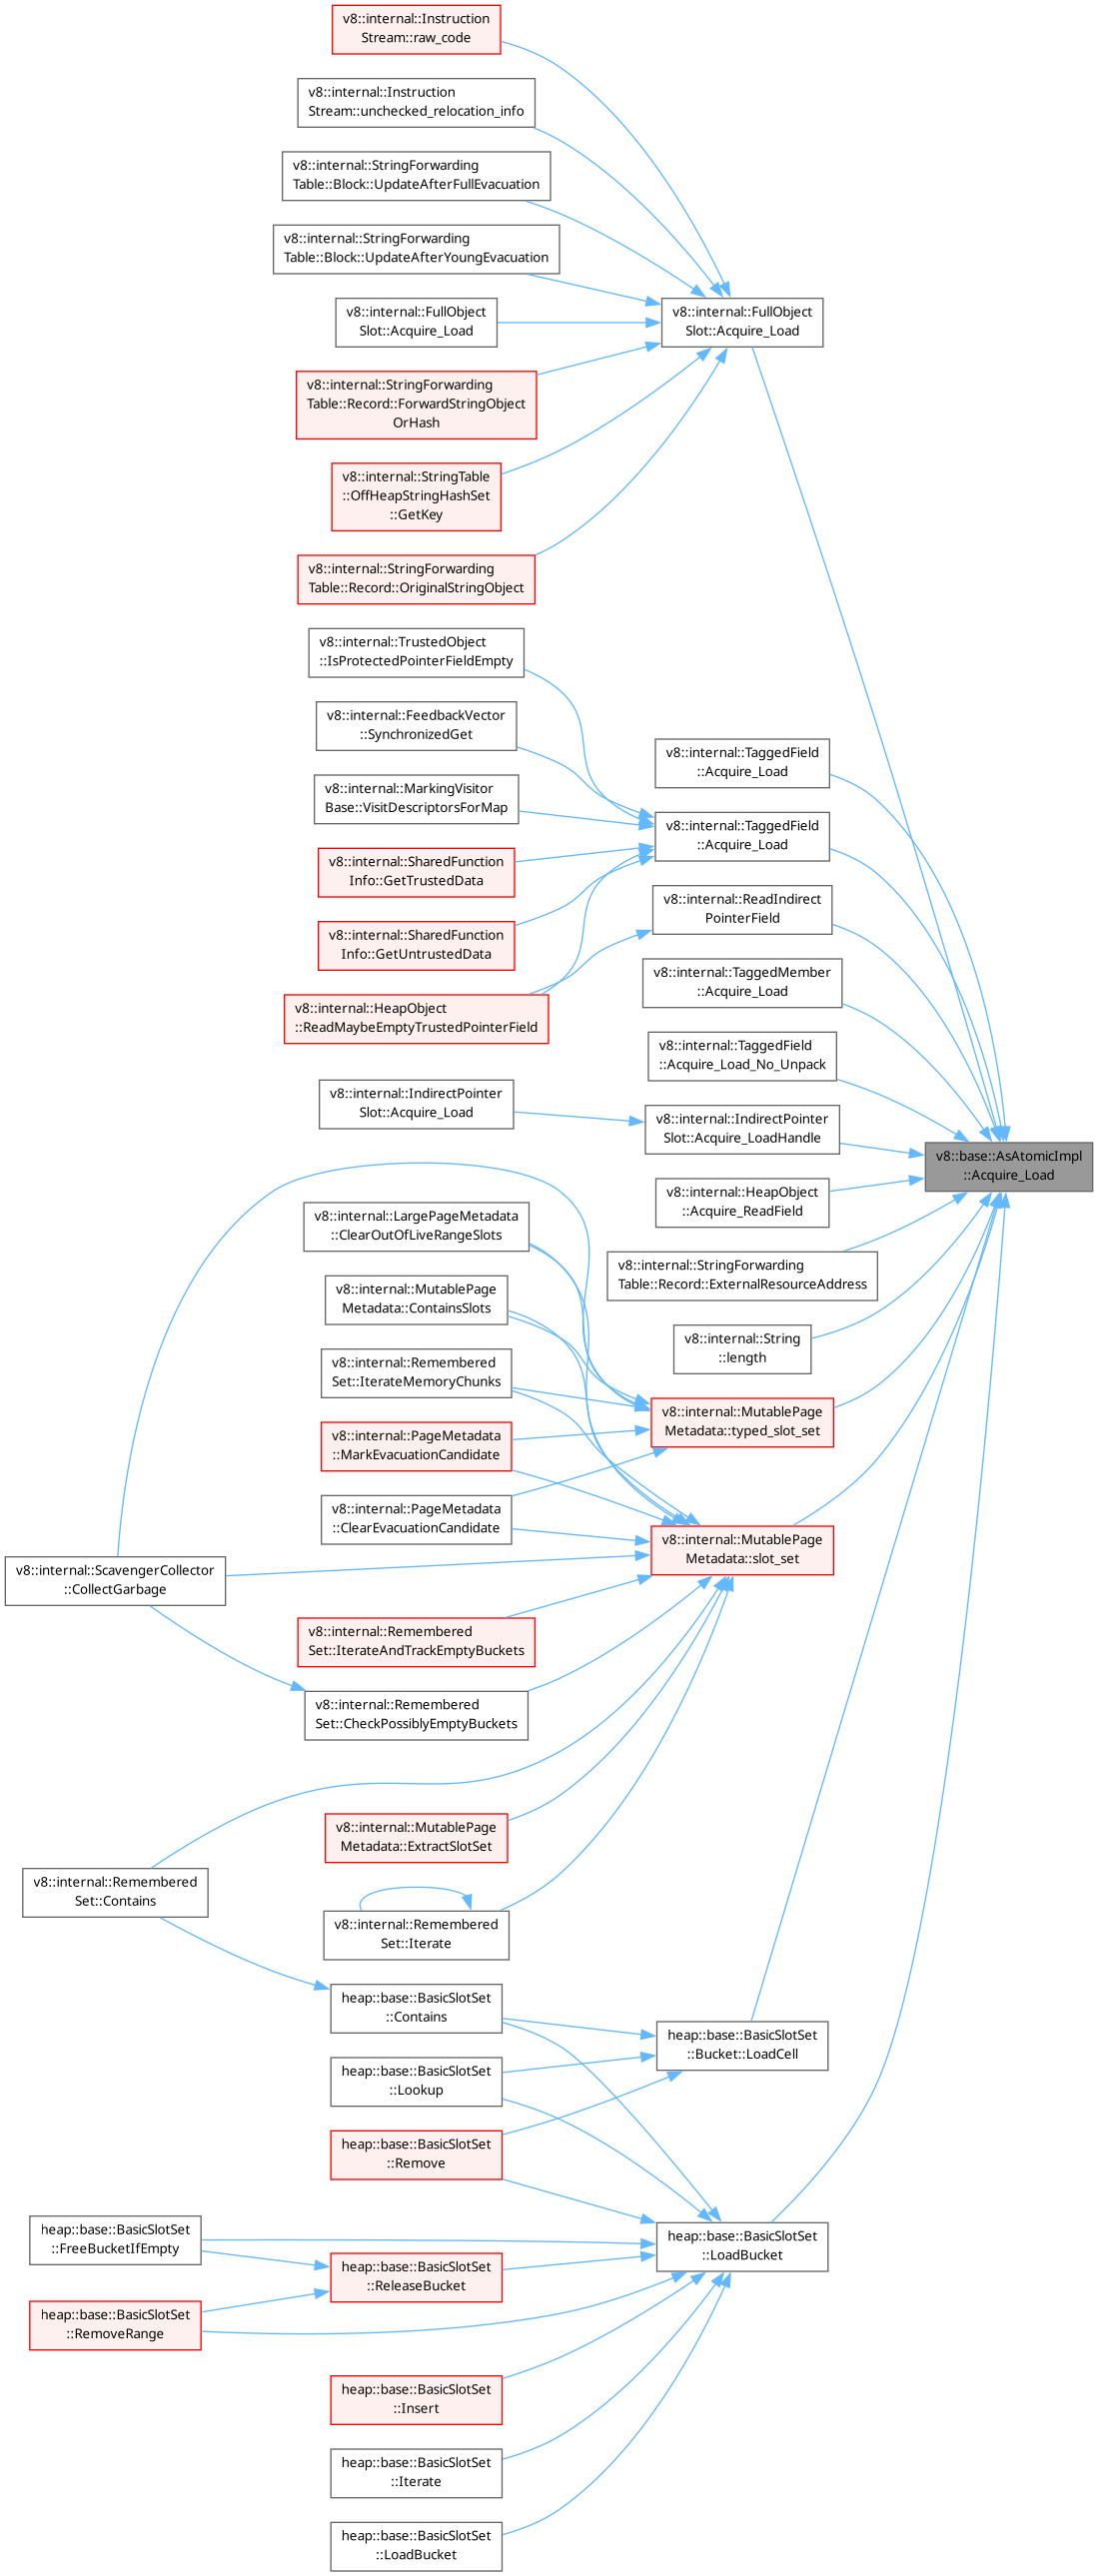 v8::internal::Instruction
Stream::raw_code
v8::internal::Instruction
Stream::unchecked_relocation_info
v8::internal::StringForwarding
Table::Block::UpdateAfterFullEvacuation
v8::internal::StringForwarding
Table::Block::UpdateAfterYoungEvacuation
v8::internal::FullObject
Slot::Acquire_Load
v8::internal::FullObject
Slot::Acquire_Load
v8::internal::StringForwarding
Table::Record::ForwardStringObject
OrHash
v8::internal::StringTable
::OffHeapStringHashSet
::GetKey
v8::internal::StringForwarding
Table::Record::OriginalStringObject
v8::internal::TrustedObject
::IsProtectedPointerFieldEmpty
v8::internal::FeedbackVector
::SynchronizedGet
v8::internal::TaggedField
::Acquire_Load
v8::internal::MarkingVisitor
Base::VisitDescriptorsForMap
v8::internal::TaggedField
::Acquire_Load
v8::internal::SharedFunction
Info::GetTrustedData
v8::internal::ReadIndirect
PointerField
v8::internal::SharedFunction
Info::GetUntrustedData
v8::internal::TaggedMember
::Acquire_Load
v8::internal::HeapObject
::ReadMaybeEmptyTrustedPointerField
v8::internal::TaggedField
::Acquire_Load_No_Unpack
v8::internal::IndirectPointer
Slot::Acquire_Load
v8::internal::IndirectPointer
Slot::Acquire_LoadHandle
v8::base::AsAtomicImpl
::Acquire_Load
v8::internal::HeapObject
::Acquire_ReadField
v8::internal::LargePageMetadata
::ClearOutOfLiveRangeSlots
v8::internal::StringForwarding
Table::Record::ExternalResourceAddress
v8::internal::MutablePage
Metadata::ContainsSlots
v8::internal::String
::length
v8::internal::Remembered
Set::IterateMemoryChunks
v8::internal::MutablePage
Metadata::typed_slot_set
v8::internal::PageMetadata
::MarkEvacuationCandidate
v8::internal::PageMetadata
::ClearEvacuationCandidate
v8::internal::MutablePage
Metadata::slot_set
v8::internal::ScavengerCollector
::CollectGarbage
v8::internal::Remembered
Set::IterateAndTrackEmptyBuckets
v8::internal::Remembered
Set::CheckPossiblyEmptyBuckets
v8::internal::MutablePage
Metadata::ExtractSlotSet
v8::internal::Remembered
Set::Contains
v8::internal::Remembered
Set::Iterate
heap::base::BasicSlotSet
::Contains
heap::base::BasicSlotSet
::Bucket::LoadCell
heap::base::BasicSlotSet
::Lookup
heap::base::BasicSlotSet
::Remove
heap::base::BasicSlotSet
::FreeBucketIfEmpty
heap::base::BasicSlotSet
::LoadBucket
heap::base::BasicSlotSet
::ReleaseBucket
heap::base::BasicSlotSet
::RemoveRange
heap::base::BasicSlotSet
::Insert
heap::base::BasicSlotSet
::Iterate
heap::base::BasicSlotSet
::LoadBucket